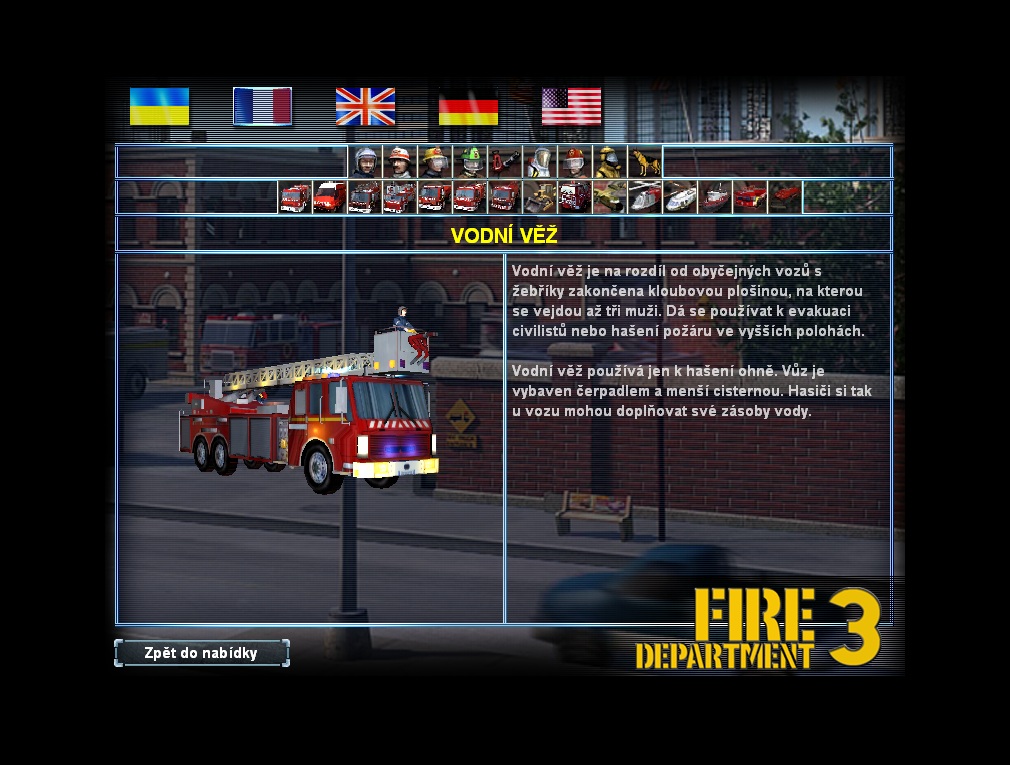 VODNÍ VĚŽ
Vodní věž je na rozdíl od obyčejných vozů s
žebříky zakončena kloubovou plošinou, na kterou
se vejdou až tři muži. Dá se používat k evakuaci
civilistů nebo hašení požáru ve vyšších polohách.
Vodní věž používá jen k hašení ohně. Vůz je
vybaven čerpadlem a menší cisternou. Hasiči si tak
u vozu mohou doplňovat své zásoby vody.
FIRE
DEPARTMENT 3
Zpět do nabídky